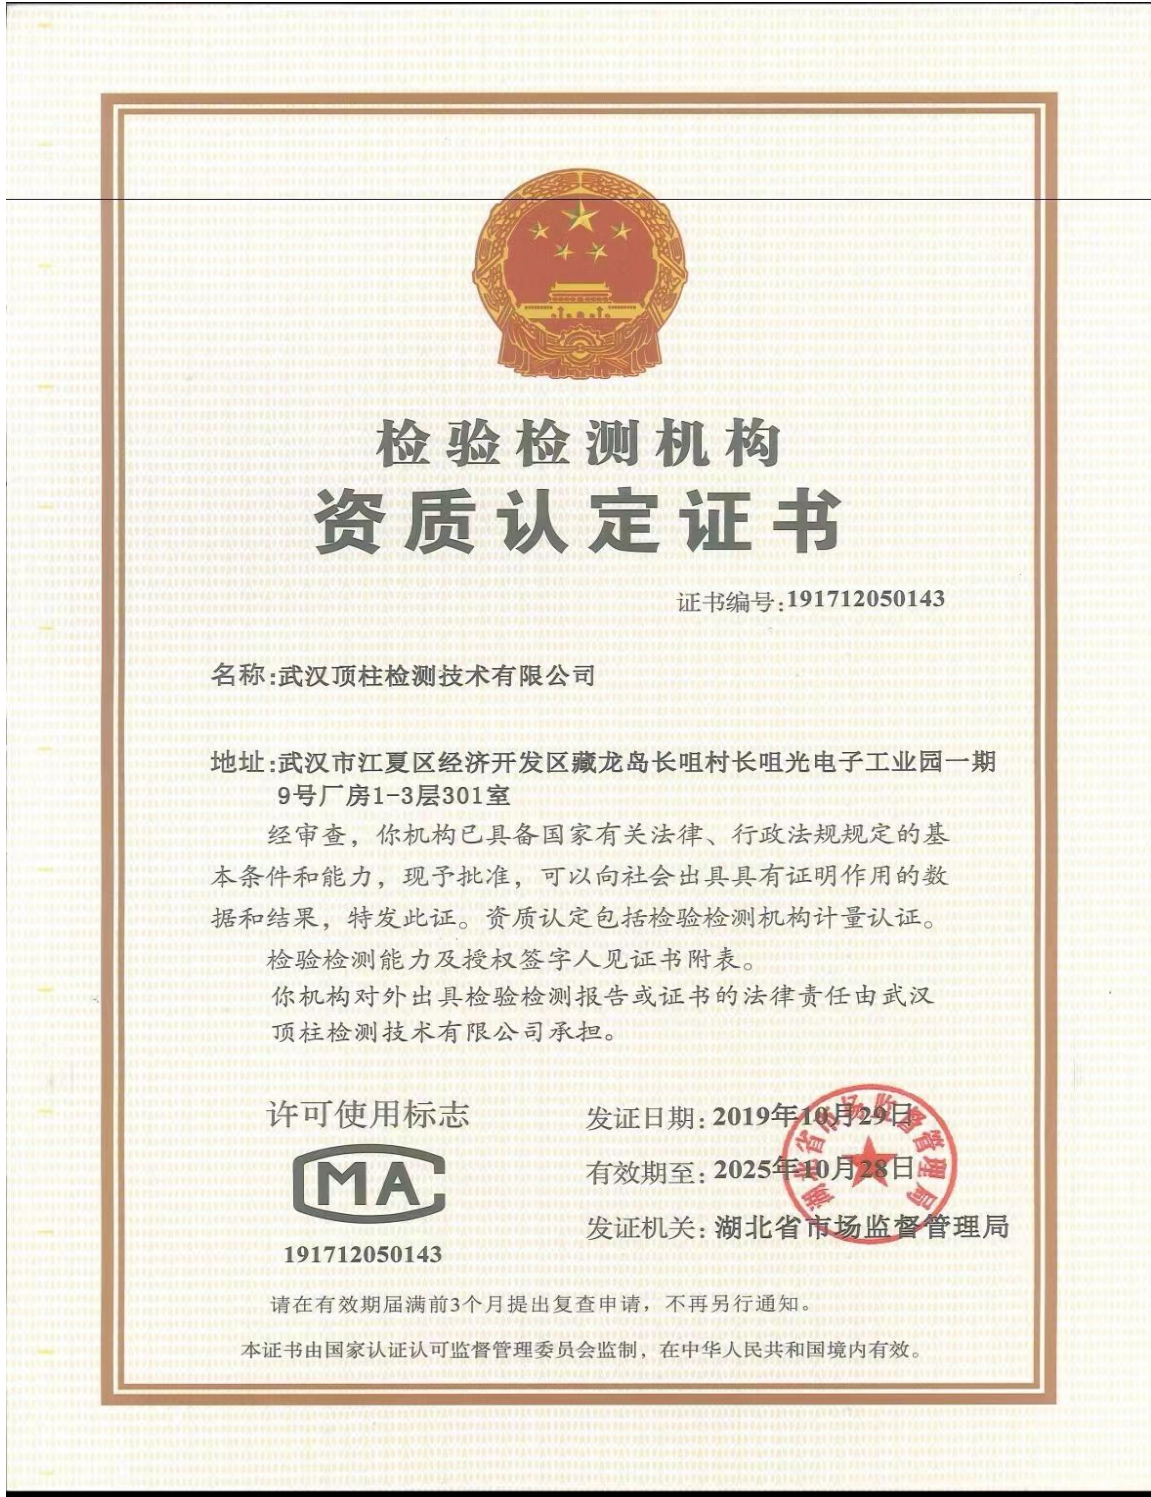 检验检测机构
资质认定证书
证书编号:191712050143
名称:武汉顶柱检测技术有限公司
地址:武汉市江夏区经济开发区藏龙岛长咀村长咀光电子工业园一期
9号厂房1-3层301室
经审查，你机构已具备国家有关法律、行政法规规定的基
本条件和能力，现予批准，可以向社会出具具有证明作用的数
据和结果，特发此证。资质认定包括检验检测机构计量认证。
检验检测能力及授权签字人见证书附表。
你机构对外出具检验检测报告或证书的法律责任由武汉
顶柱检测技术有限公司承担。
许可使用标志
MA
191712050143
发证日期:2019年10月29日
有效期至:2025年10月28日
发证机关:湖北省市场监督管理局
湖北省市场监督管理局
请在有效期届满前3个月提出复查申请，不再另行通知。
本证书由国家认证认可监督管理委员会监制，在中华人民共和国境内有效。